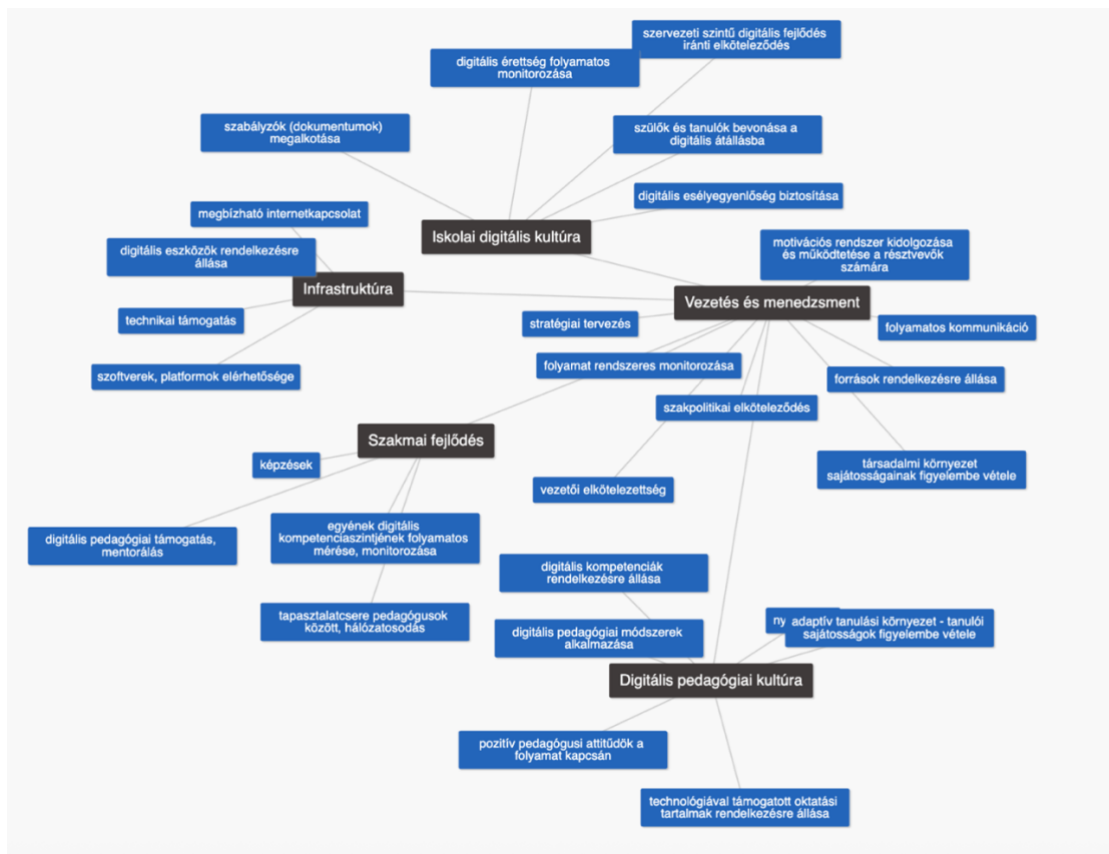 szervezeti szintű digitális fejlődés
iránti elköteleződés
digitális érettség folyamatos
monitorozása
szabályzók (dokumentumok)
megalkotása
szülők és tanulók bevonása a
digitális átállásba
digitális esélyegyenlőség biztosítása
megbízható internetkapcsolat
Iskolai digitális kultúra
digitális eszközök rendelkezésre
állása
motivációs rendszer kidolgozása
és működtetése a résztvevők
számára
Infrastruktúra
Vezetés és menedzsment
technikai támogatás
stratégiai tervezés
folyamatos kommunikáció
folyamat rendszeres monitorozása
szoftverek, platformok elérhetősége
források rendelkezésre állása
szakpolitikai elköteleződés
Szakmai fejlődés
képzések
társadalmi környezet
sajátosságainak figyelembe vétele
vezetői elkötelezettség
digitális pedagógiai támogatás,
mentorálás
egyének digitális
kompetenciaszintjének folyamatos
mérése, monitorozása
digitális kompetenciák
rendelkezésre állása
tapasztalatcsere pedagógusok
között, hálózatosodás
digitális pedagógiai módszerek
alkalmazása
ny
adaptív tanulási környezet - tanulói
sajátosságok figyelembe vétele
Digitális pedagógiai kultúra
pozitív pedagógusi attitűdök a
folyamat kapcsán
technológiával támogatott oktatási
tartalmak rendelkezésre állása